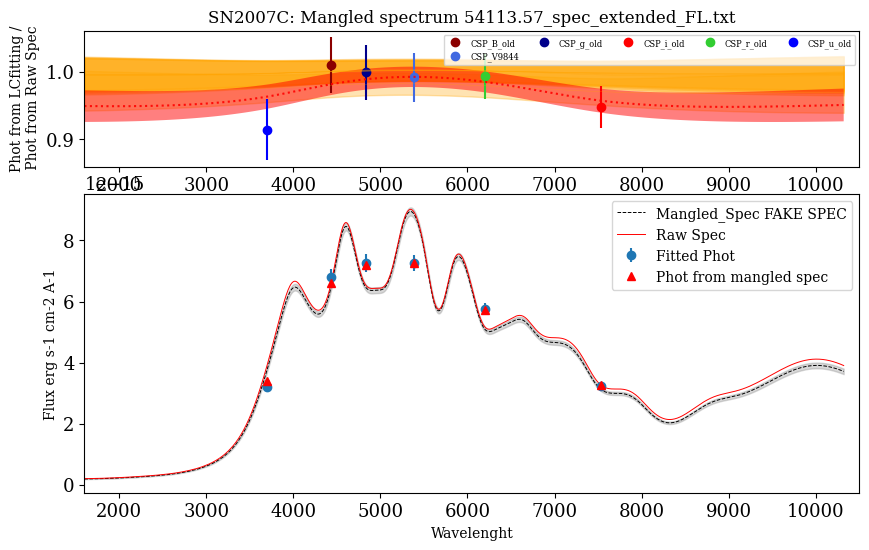 SN2007C: Mangled spectrum 54113.57_spec_extended_FL.txt
Phot from LCfitting /
Phot from Raw Spec
CSP_B_old CSP_g_old CSP_i_old CSP_r_old CSP_u_old
CSP_V9844
1.0
0.9
2000 3000 4000 5000 6000 7000 8000 9000 10000
1e−15
Mangled_Spec FAKE SPEC
Raw Spec
Fitted Phot
Phot from mangled spec
Flux erg s-1 cm-2 A-1
8
6
4
2
0
2000 3000 4000 5000 6000 7000 8000 9000 10000
Wavelenght